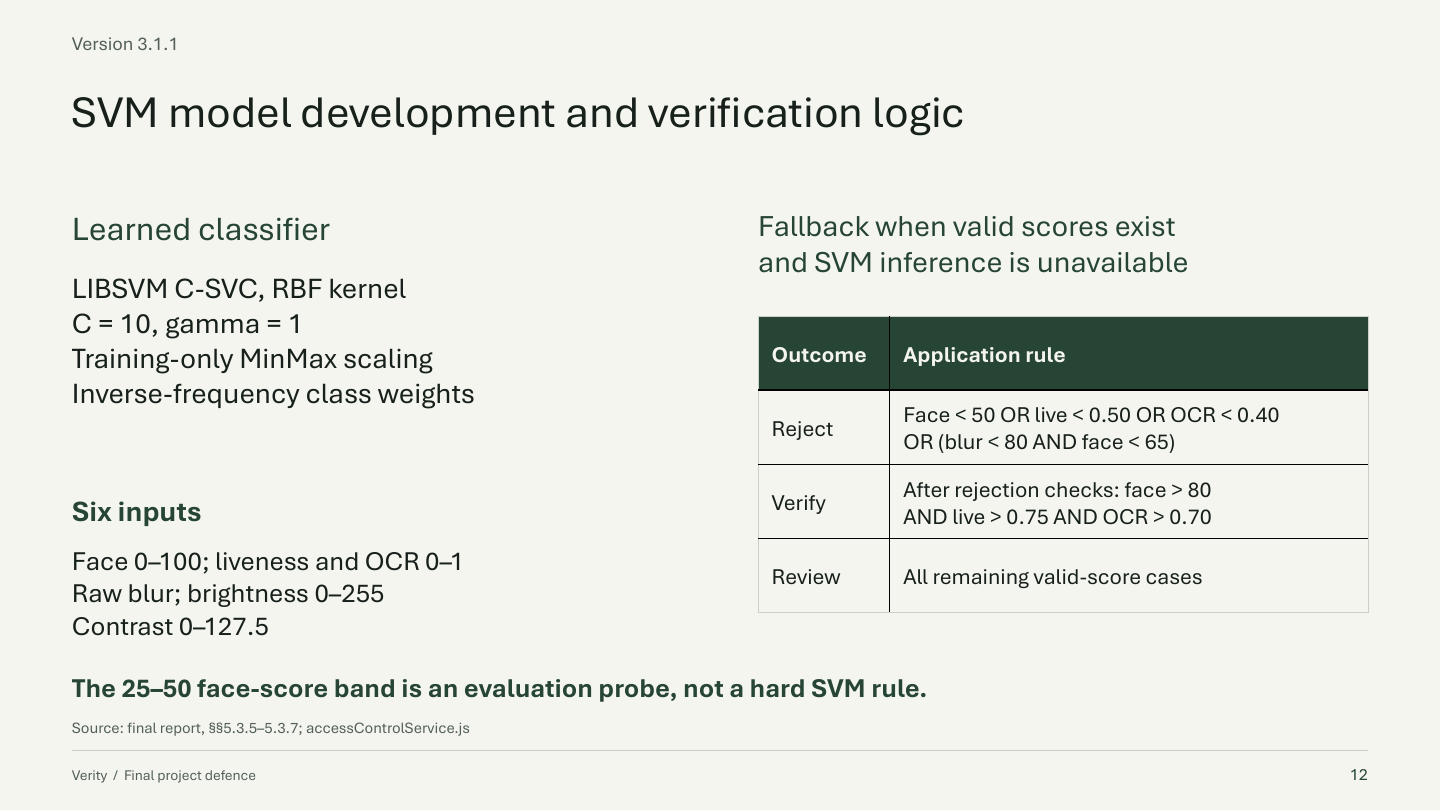 Version 3.1.1
SVM model development and verification logic
Learned classifier
LIBSVM C-SVC, RBF kernel
C = 10, gamma = 1
Training-only MinMax scaling
Inverse-frequency class weights
Six inputs
Face 0–100; liveness and OCR 0–1
Raw blur; brightness 0–255
Contrast 0–127.5
Fallback when valid scores exist
and SVM inference is unavailable
Outcome Application rule
Reject Face < 50 OR live < 0.50 OR OCR < 0.40
OR (blur < 80 AND face < 65)
Verify After rejection checks: face > 80
AND live > 0.75 AND OCR > 0.70
Review All remaining valid-score cases
The 25–50 face-score band is an evaluation probe, not a hard SVM rule.
Source: final report, §§5.3.5–5.3.7; accessControlService.js
Verity / Final project defence 12